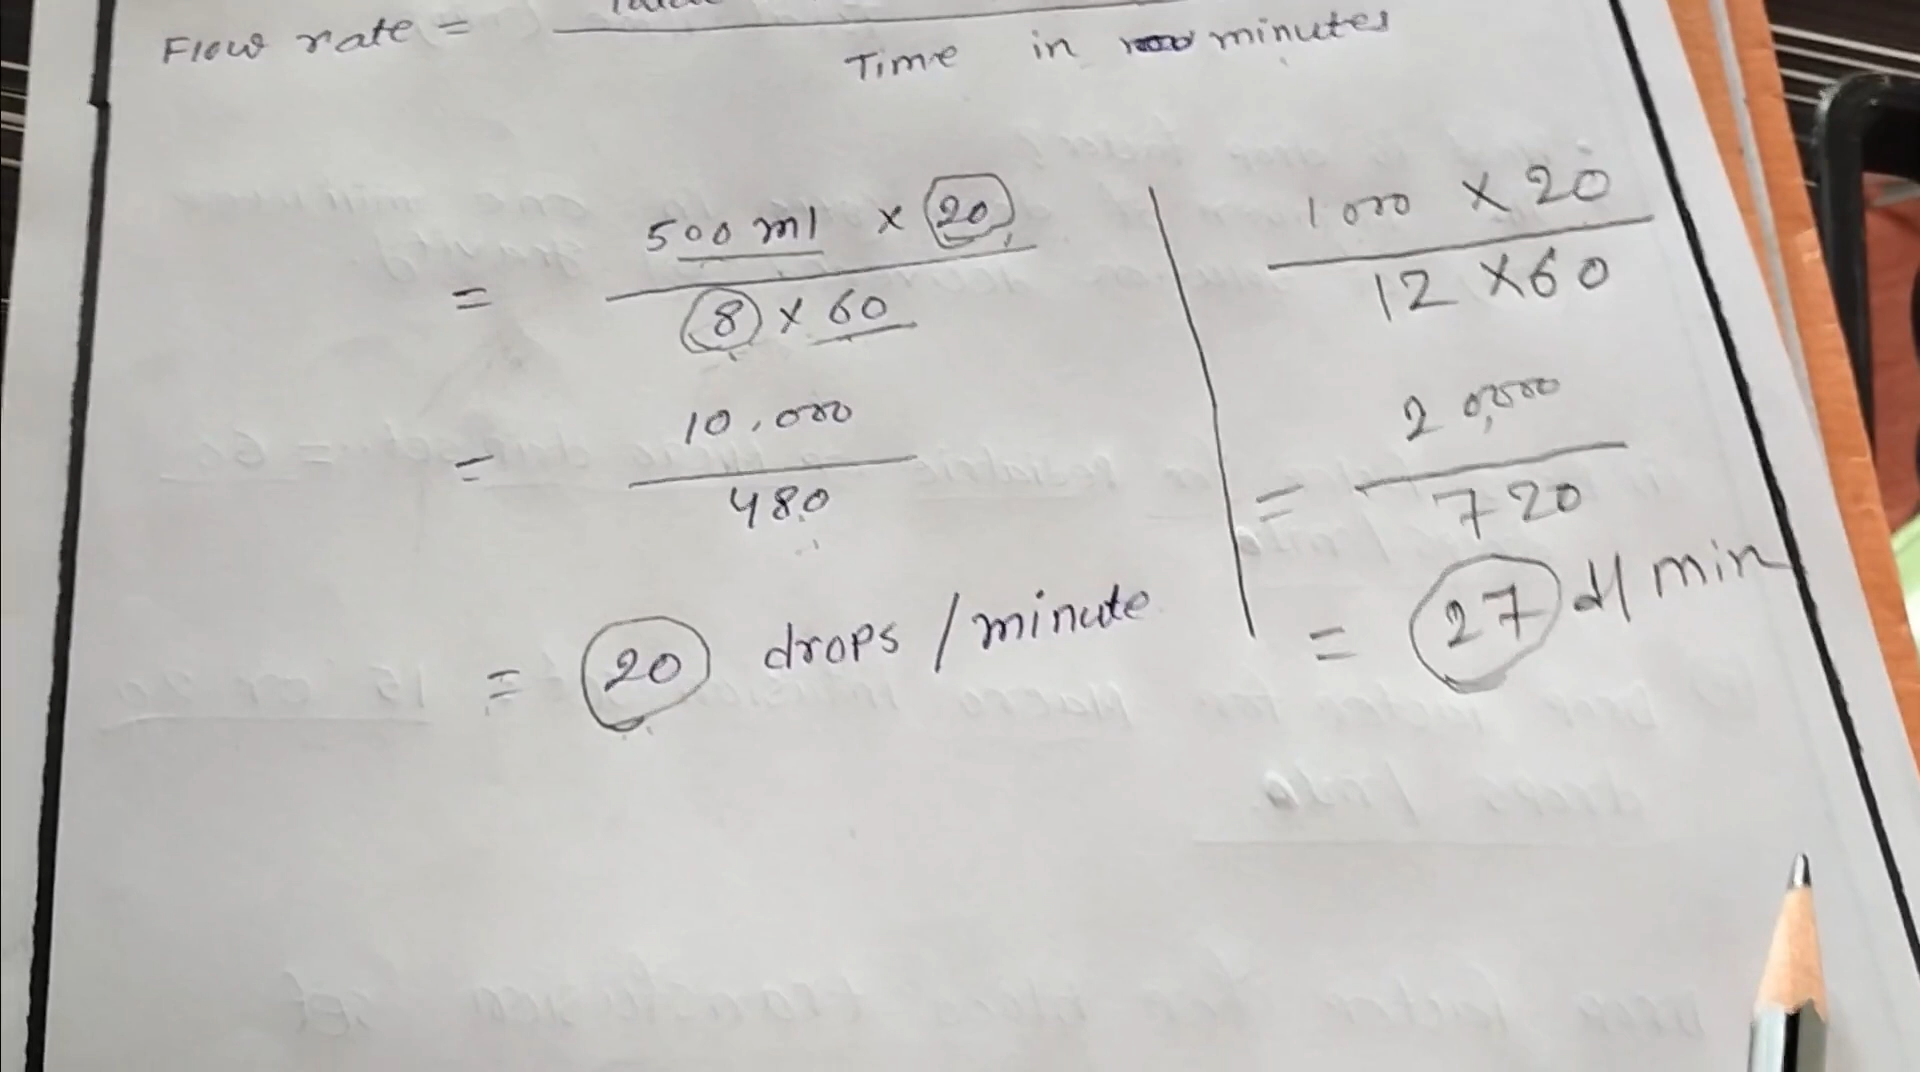 Flow rate =
Time in minutes
= 500 ml x 20
8 x 60
= 10,000
480
= 20 drops / minute
1000 x 20
12 x 60
= 20,000
720
= 27 d/ min